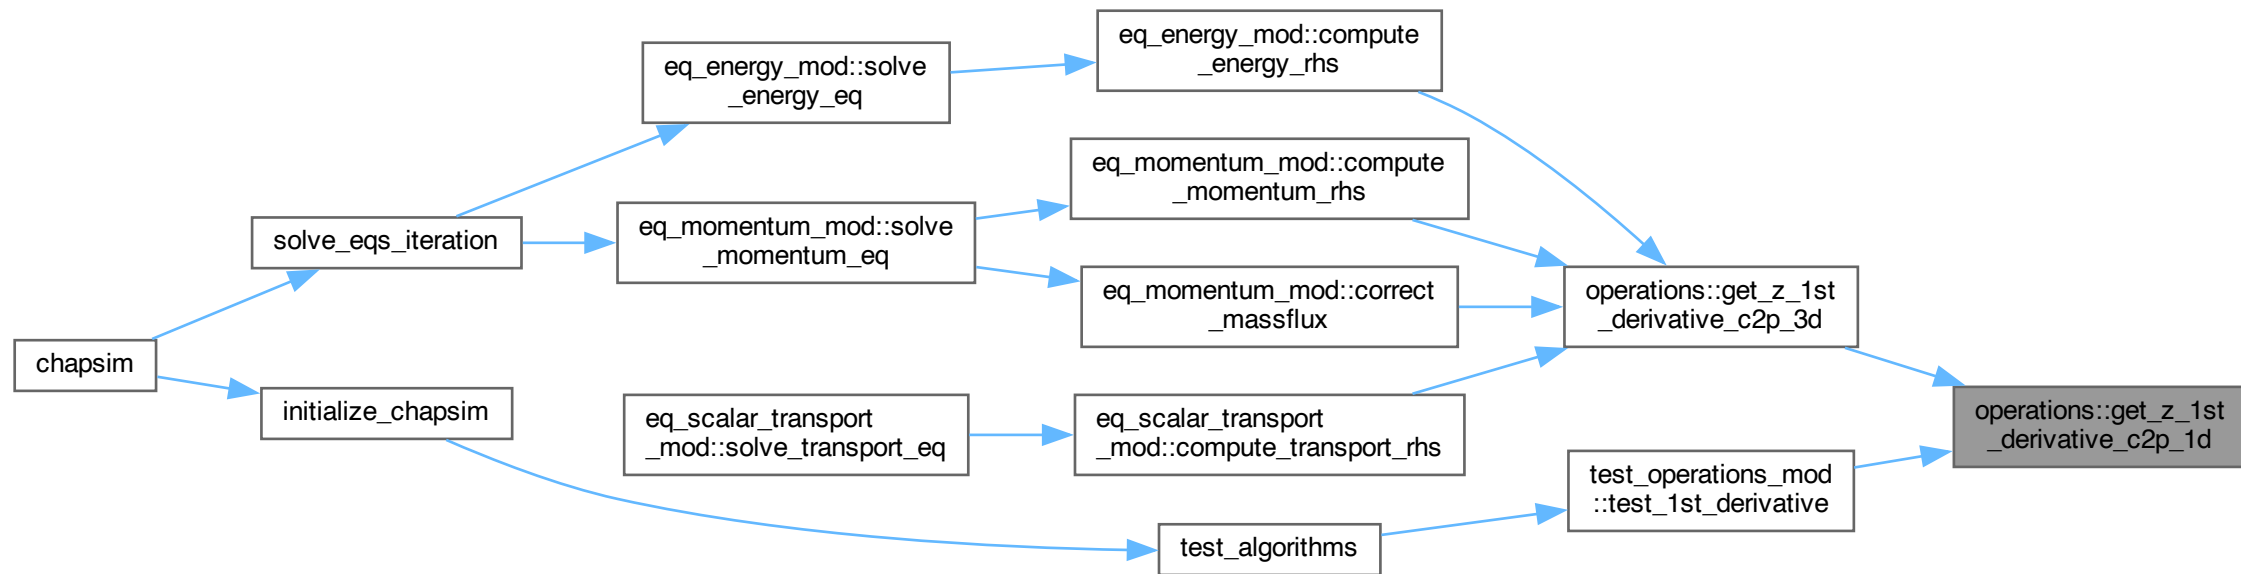 eq_energy_mod::compute
_energy_rhs
eq_energy_mod::solve
_energy_eq
eq_momentum_mod::compute
_momentum_rhs
eq_momentum_mod::solve
_momentum_eq
solve_eqs_iteration
eq_momentum_mod::correct
_massflux
operations::get_z_1st
_derivative_c2p_3d
chapsim
initialize_chapsim
eq_scalar_transport
_mod::solve_transport_eq
eq_scalar_transport
_mod::compute_transport_rhs
operations::get_z_1st
_derivative_c2p_1d
test_operations_mod
::test_1st_derivative
test_algorithms